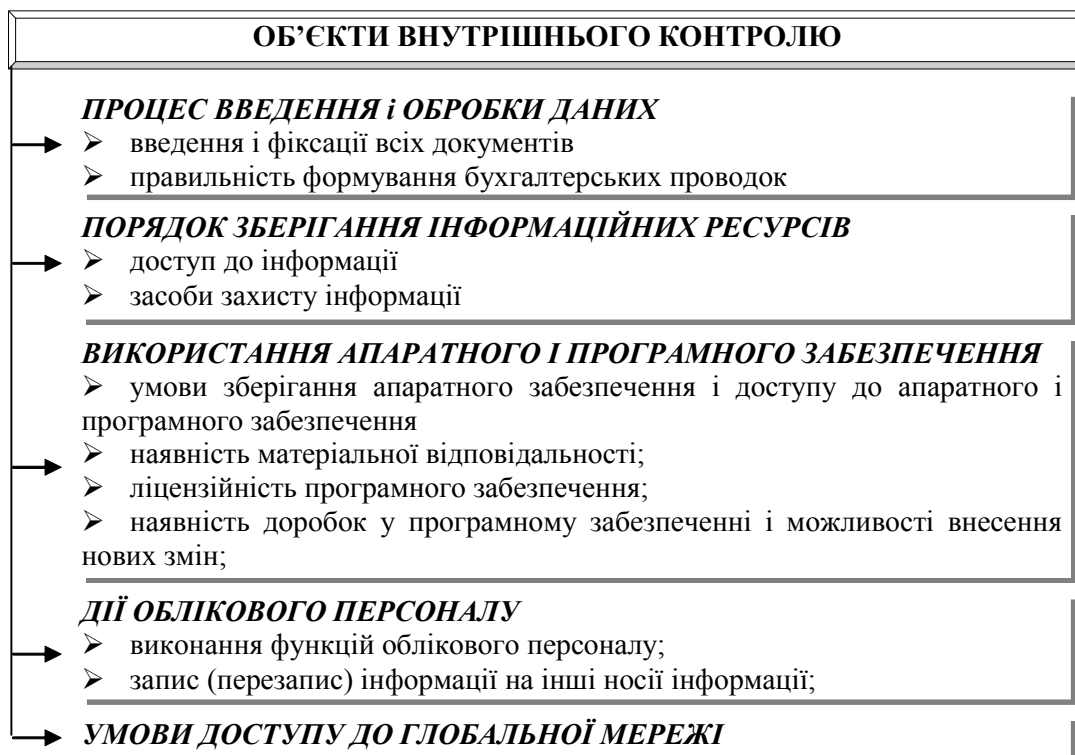 ОБ’ЄКТИ ВНУТРІШНЬОГО КОНТРОЛЮ
ПРОЦЕС ВВЕДЕННЯ і ОБРОБКИ ДАНИХ
➢ введення і фіксації всіх документів
➢ правильність формування бухгалтерських проводок
ПОРЯДОК ЗБЕРІГАННЯ ІНФОРМАЦІЙНИХ РЕСУРСІВ
➢ доступ до інформації
➢ засоби захисту інформації
ВИКОРИСТАННЯ АПАРАТНОГО І ПРОГРАМНОГО ЗАБЕЗПЕЧЕННЯ
➢ умови зберігання апаратного забезпечення і доступу до апаратного і
програмного забезпечення
➢ наявність матеріальної відповідальності;
➢ ліцензійність програмного забезпечення;
➢ наявність доробок у програмному забезпеченні і можливості внесення
нових змін;
ДІЇ ОБЛІКОВОГО ПЕРСОНАЛУ
➢ виконання функцій облікового персоналу;
➢ запис (перезапис) інформації на інші носії інформації;
УМОВИ ДОСТУПУ ДО ГЛОБАЛЬНОЇ МЕРЕЖІ